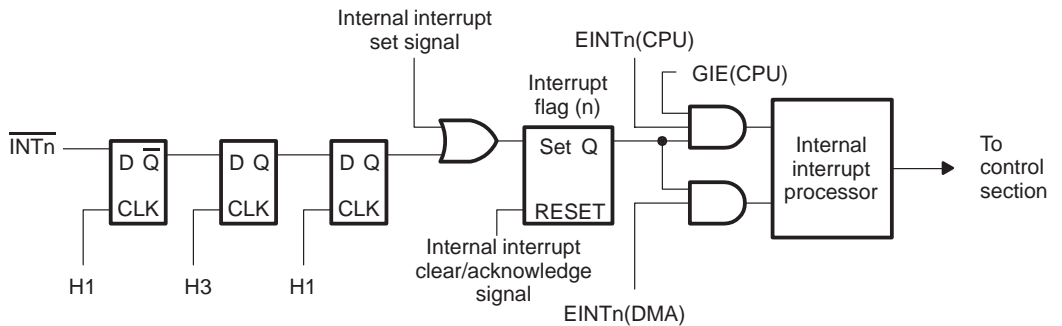 Internal interrupt
set signal
EINTn(CPU)
GIE(CPU)
Interrupt
flag (n)
INTn
D Q
D Q
D Q
Set Q
Internal
interrupt
processor
To
control
section
CLK
CLK
CLK
RESET
Internal interrupt
clear/acknowledge
signal
H1
H3
H1
EINTn(DMA)